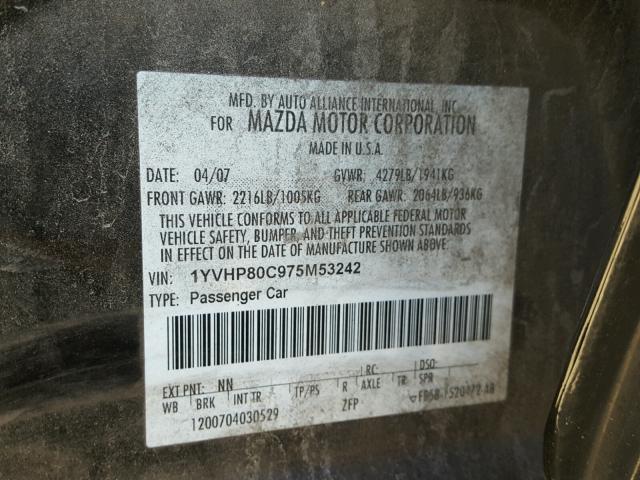 MFD. BY AUTO ALLIANCE INTERNATIONAL, INC.
FOR MAZDA MOTOR CORPORATION
MADE IN U.S.A.
DATE 04/07 GVWR: 4279LB/1941KG
FRONT GAWR: 2216LB/1005KG REAR GAWR: 2064LB/936KG
THIS VEHICLE CONFORMS TO ALL APPLICABLE FEDERAL MOTOR
VEHICLE SAFETY, BUMPER, AND THEFT PREVENTION STANDARDS
IN EFFECT ON THE DATE OF MANUFACTURE SHOWN ABOVE.
VIN: 1YVHP80C975M53242
TYPE: Passenger Car
EXT PNT: NN RC: DSO:
WB BRK INT TR TP/PS R AXLE TR SPR
1200704030529 ZFP